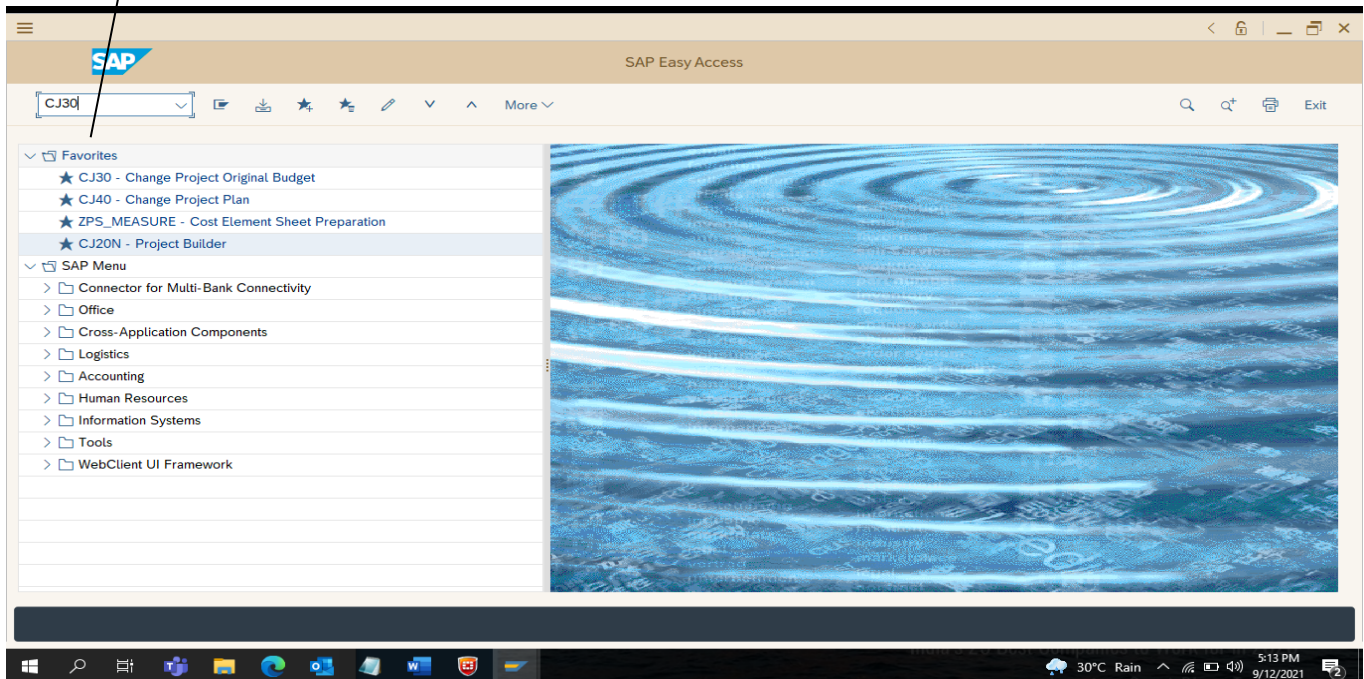 SAP
SAP Easy Access
CJ30
More
Exit
Favorites
CJ30 - Change Project Original Budget
CJ40 - Change Project Plan
ZPS_MEASURE - Cost Element Sheet Preparation
CJ20N - Project Builder
SAP Menu
Connector for Multi-Bank Connectivity
Office
Cross-Application Components
Logistics
Accounting
Human Resources
Information Systems
Tools
WebClient UI Framework
30°C Rain
5:13 PM
9/12/2021
2